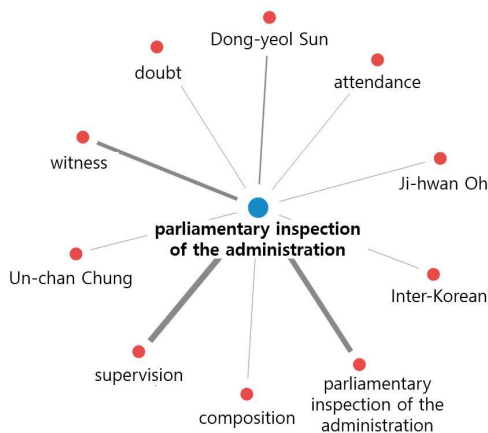 Dong-yeol Sun
doubt
attendance
witness
Ji-hwan Oh
parliamentary inspection
of the administration
Un-chan Chung
Inter-Korean
supervision
composition
parliamentary
inspection of the
administration